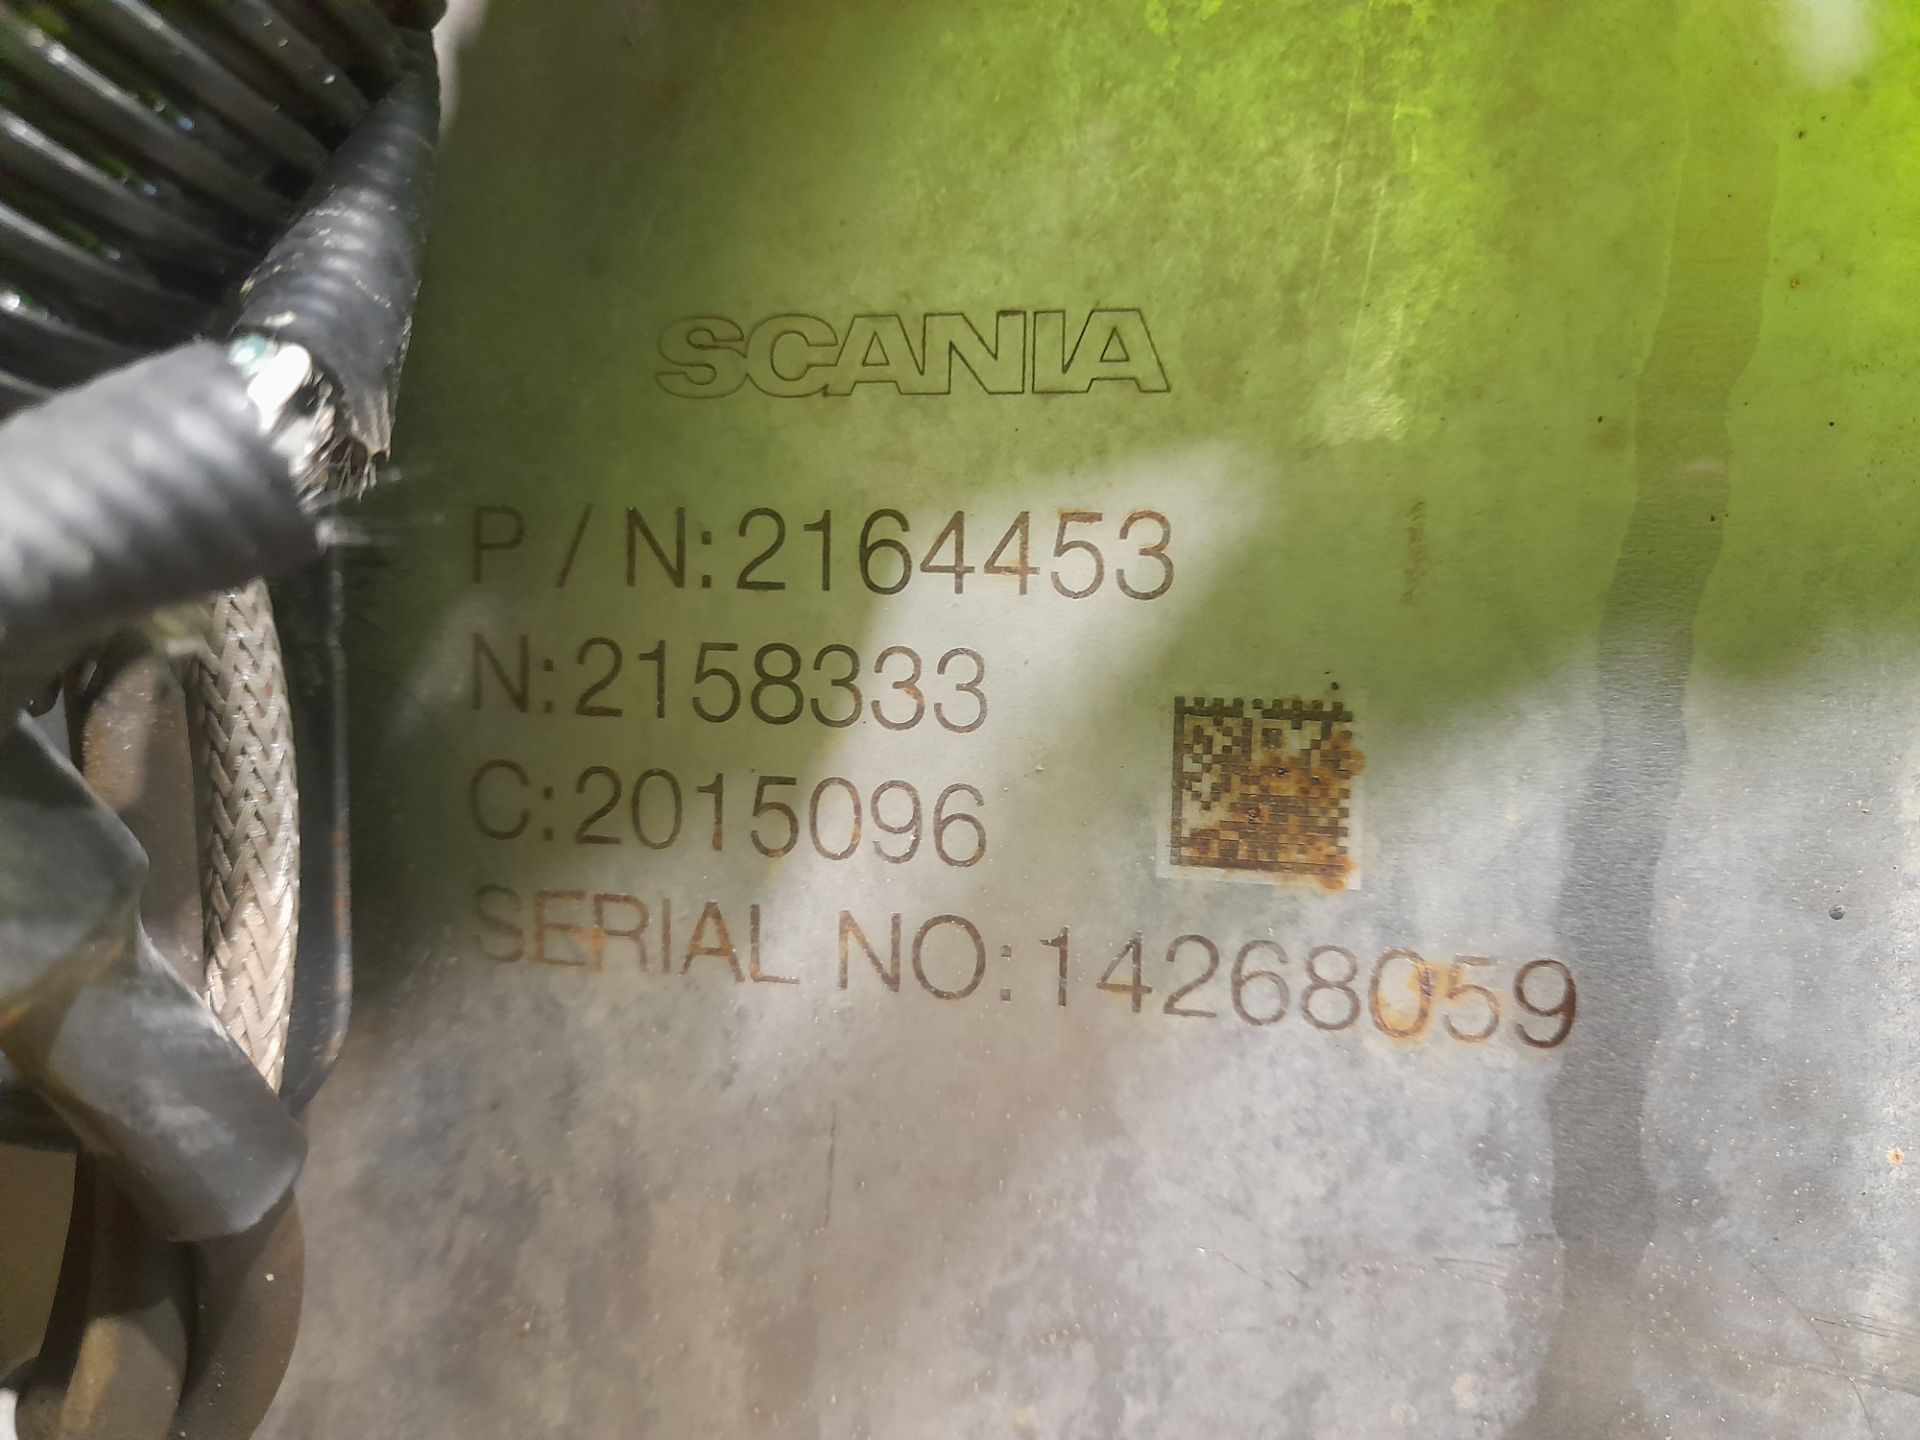 SCANIA
P / N: 2164453
N: 2158333
C: 2015096
SERIAL NO: 14268059